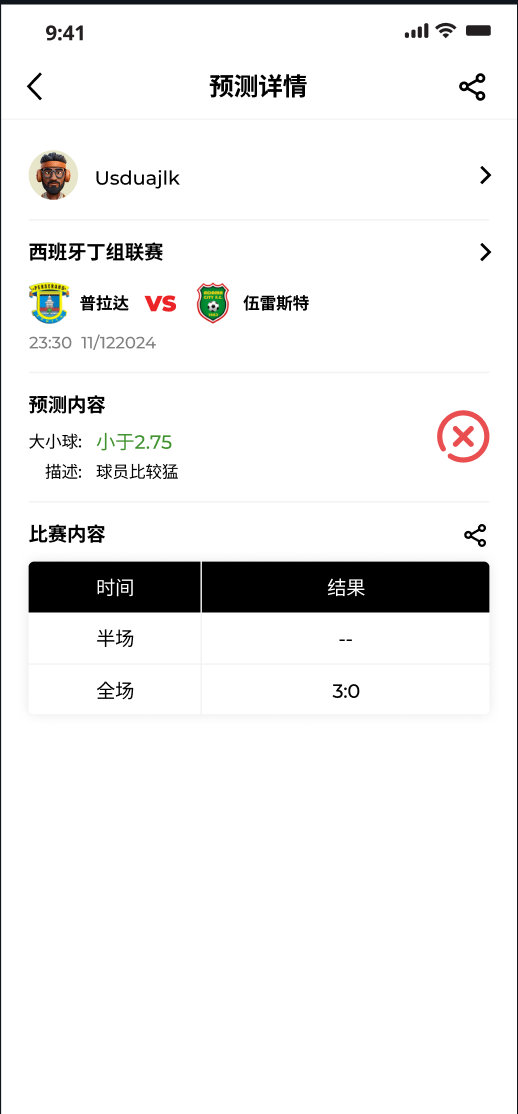 9:41
预测详情
Usduajlk
西班牙丁组联赛
普拉达 VS 伍雷斯特
23:30 11/122024
预测内容
大小球: 小于2.75
描述: 球员比较猛
比赛内容
时间 结果
半场 --
全场 3:0